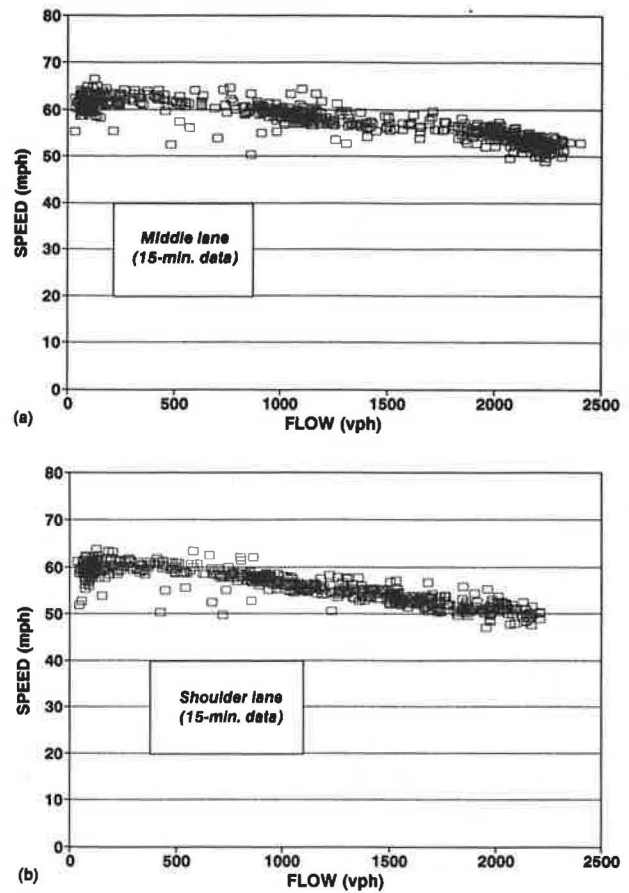 80
70
60
50
40
30
20
10
0
SPEED (mph)
Middle lane
(15-min. data)
0 500 1000 1500 2000 2500
FLOW (vph)
(a)
80
70
60
50
40
30
20
10
0
SPEED (mph)
Shoulder lane
(15-min. data)
0 500 1000 1500 2000 2500
FLOW (vph)
(b)